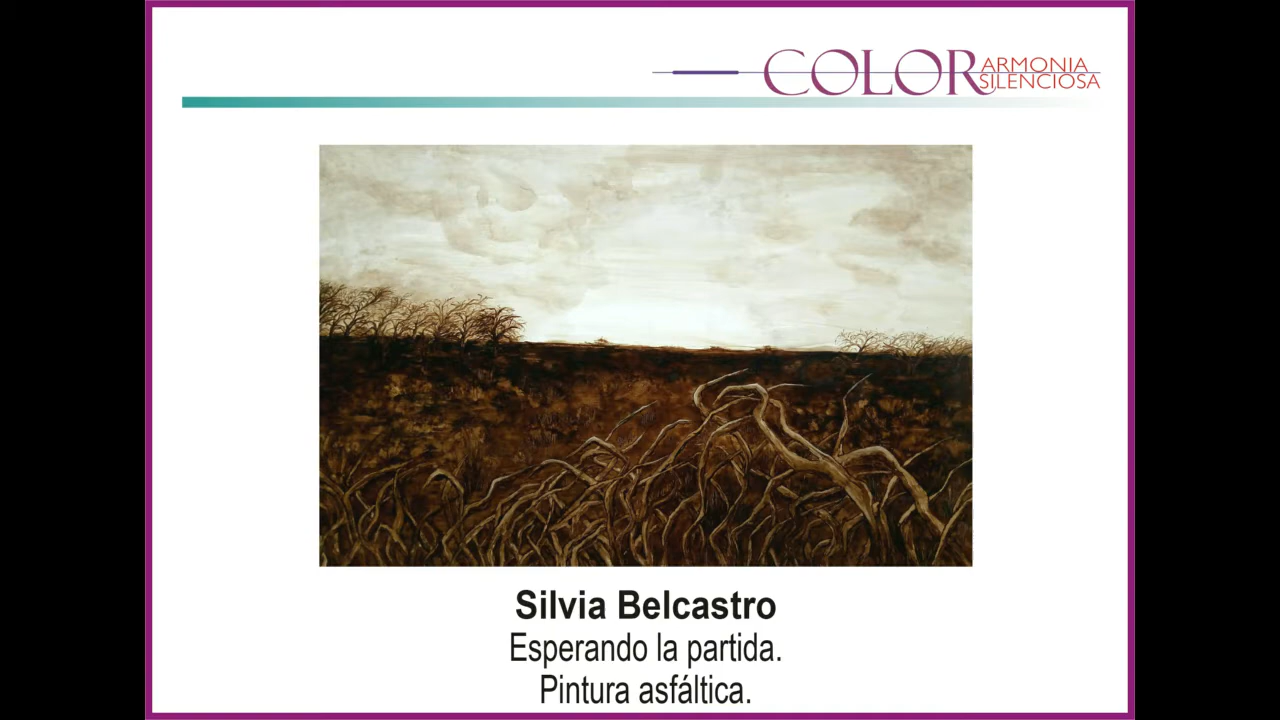 COLOR ARMONIA
SILENCIOSA
Silvia Belcastro
Esperando la partida.
Pintura asfáltica.